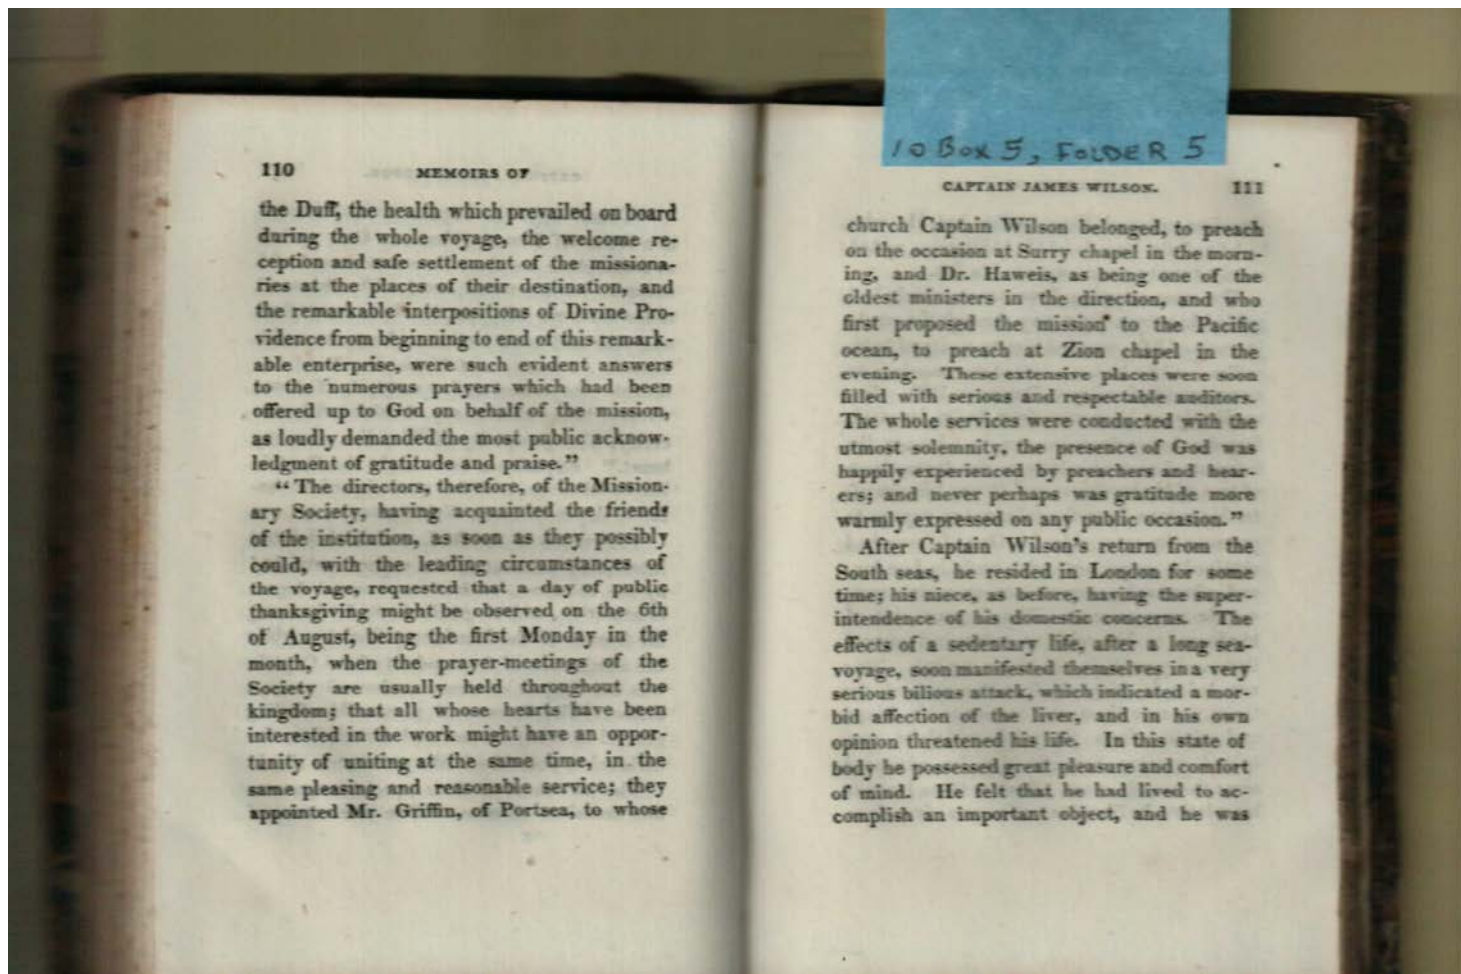 10 Box 5, FOLDER 5
110 MEMOIRS OF
the Duff, the health which prevailed on board
during the whole voyage, the welcome re-
ception and safe settlement of the missiona-
ries at the places of their destination, and
the remarkable interpositions of Divine Pro-
vidence from beginning to end of this remark-
able enterprise, were such evident answers
to the numerous prayers which had been
offered up to God on behalf of the mission,
as loudly demanded the most public acknow-
ledgment of gratitude and praise."
"The directors, therefore, of the Mission-
ary Society, having acquainted the friends
of the institution, as soon as they possibly
could, with the leading circumstances of
the voyage, requested that a day of public
thanksgiving might be observed on the 6th
of August, being the first Monday in the
month, when the prayer-meetings of the
Society are usually held throughout the
kingdom; that all whose hearts have been
interested in the work might have an oppor-
tunity of uniting at the same time, in the
same pleasing and reasonable service; they
appointed Mr. Griffin, of Portsea, to whose
CAPTAIN JAMES WILSON. 111
church Captain Wilson belonged, to preach
on the occasion at Surry chapel in the morn-
ing, and Dr. Haweis, as being one of the
oldest ministers in the direction, and who
first proposed the mission to the Pacific
ocean, to preach at Zion chapel in the
evening. These extensive places were soon
filled with serious and respectable auditors.
The whole services were conducted with the
utmost solemnity, the presence of God was
happily experienced by preachers and hear-
ers; and never perhaps was gratitude more
warmly expressed on any public occasion."
After Captain Wilson's return from the
South seas, he resided in London for some
time; his niece, as before, having the super-
intendence of his domestic concerns. The
effects of a sedentary life, after a long sea-
voyage, soon manifested themselves in a very
serious bilious attack, which indicated a mor-
bid affection of the liver, and in his own
opinion threatened his life. In this state of
body he possessed great pleasure and comfort
of mind. He felt that he had lived to ac-
complish an important object, and he was